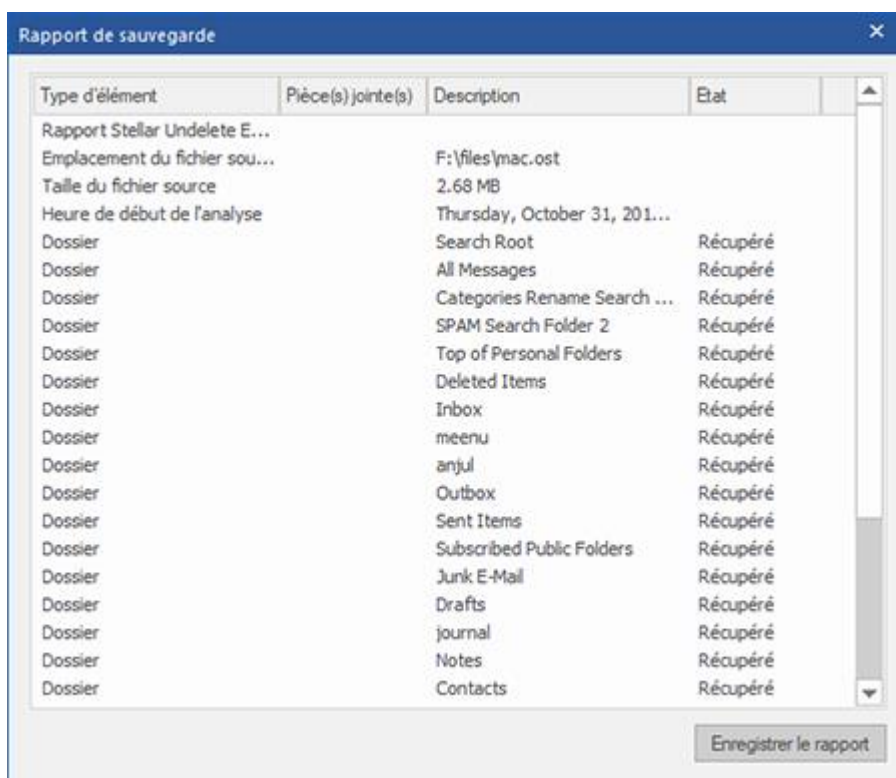 Rapport de sauvegarde
Type d'élément Pièce(s) jointe(s) Description Etat
Rapport Stellar Undelete E...
Emplacement du fichier sou... F:\files\mac.ost
Taille du fichier source 2.68 MB
Heure de début de l'analyse Thursday, October 31, 201...
Dossier Search Root Récupéré
Dossier All Messages Récupéré
Dossier Categories Rename Search ... Récupéré
Dossier SPAM Search Folder 2 Récupéré
Dossier Top of Personal Folders Récupéré
Dossier Deleted Items Récupéré
Dossier Inbox Récupéré
Dossier meenu Récupéré
Dossier anjul Récupéré
Dossier Outbox Récupéré
Dossier Sent Items Récupéré
Dossier Subscribed Public Folders Récupéré
Dossier Junk E-Mail Récupéré
Dossier Drafts Récupéré
Dossier journal Récupéré
Dossier Notes Récupéré
Dossier Contacts Récupéré
Enregistrer le rapport